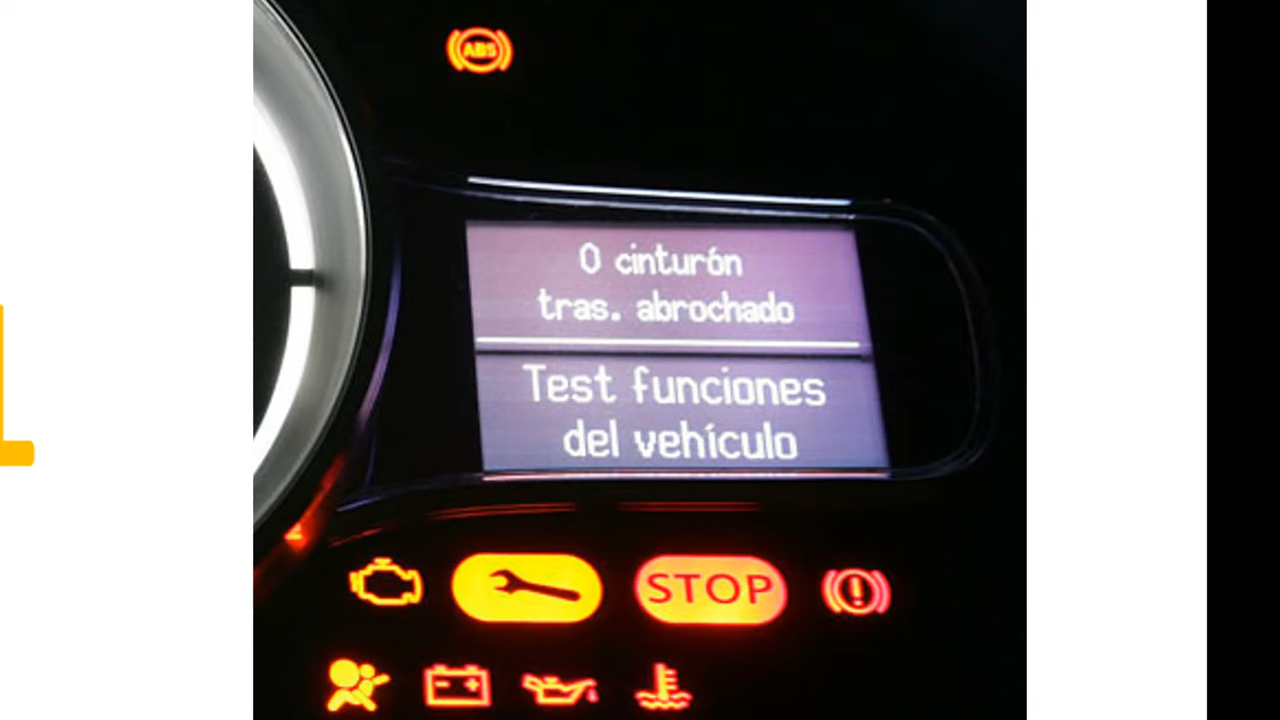 ABS
0 cinturón
tras. abrochado
Test funciones
del vehículo
STOP